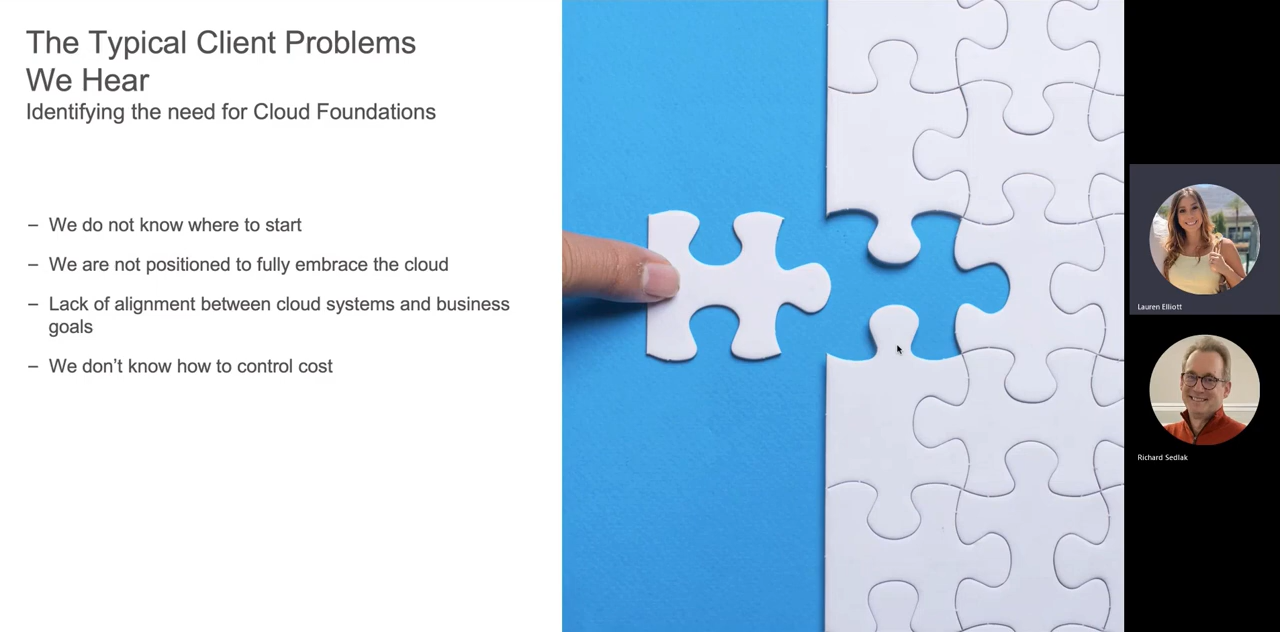 The Typical Client Problems
We Hear
Identifying the need for Cloud Foundations
– We do not know where to start
– We are not positioned to fully embrace the cloud
– Lack of alignment between cloud systems and business
goals
– We don’t know how to control cost
Lauren Elliott
Richard Sedlak